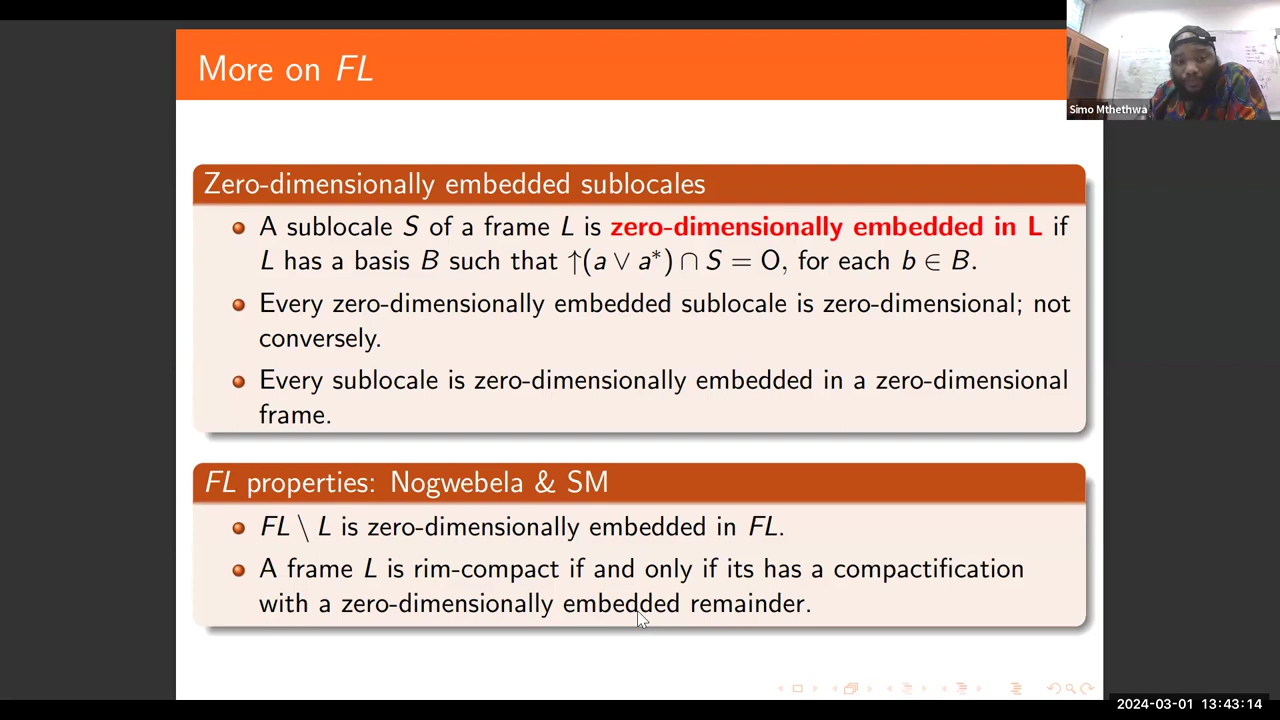 More on FL
Simo Mthethwa
Zero-dimensionally embedded sublocales
A sublocale S of a frame L is zero-dimensionally embedded in L if
L has a basis B such that ↑(a ∨ a*) ∩ S = O, for each b ∈ B.
Every zero-dimensionally embedded sublocale is zero-dimensional; not
conversely.
Every sublocale is zero-dimensionally embedded in a zero-dimensional
frame.
FL properties: Nogwebela & SM
FL \ L is zero-dimensionally embedded in FL.
A frame L is rim-compact if and only if its has a compactification
with a zero-dimensionally embedded remainder.
2024-03-01 13:43:14